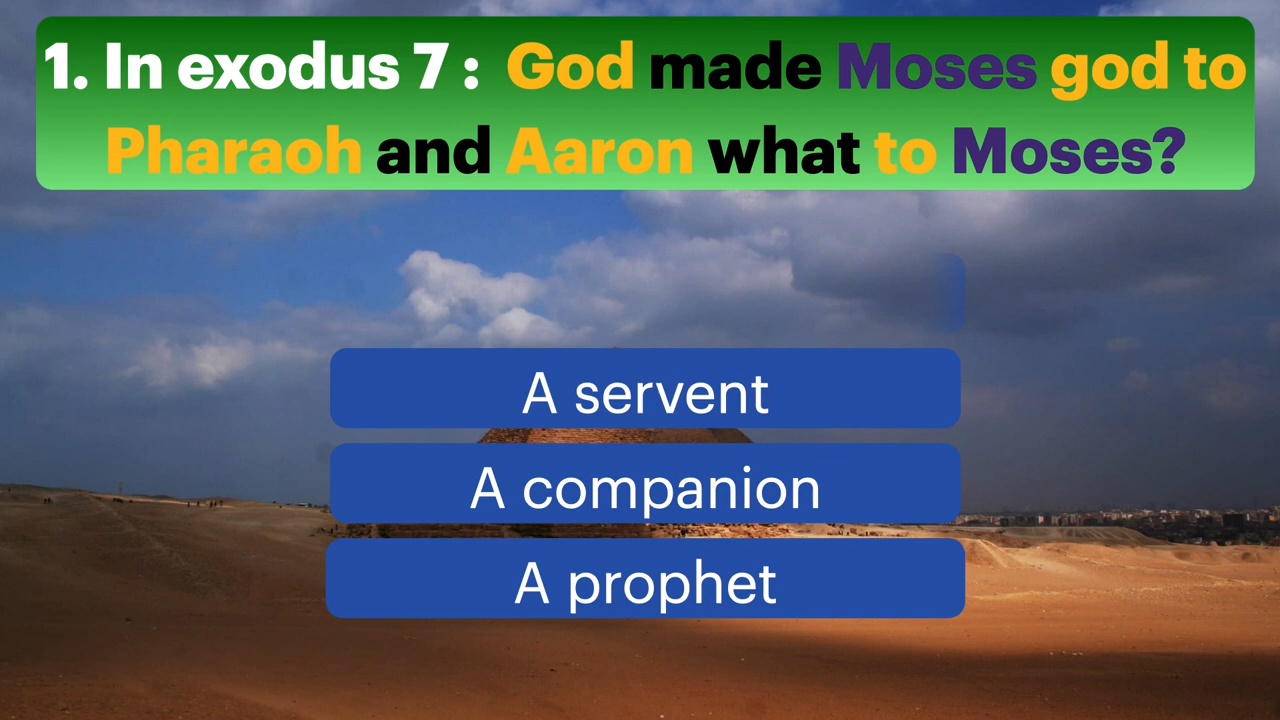 1. In exodus 7 : God made Moses god to
Pharaoh and Aaron what to Moses?
A servent
A companion
A prophet